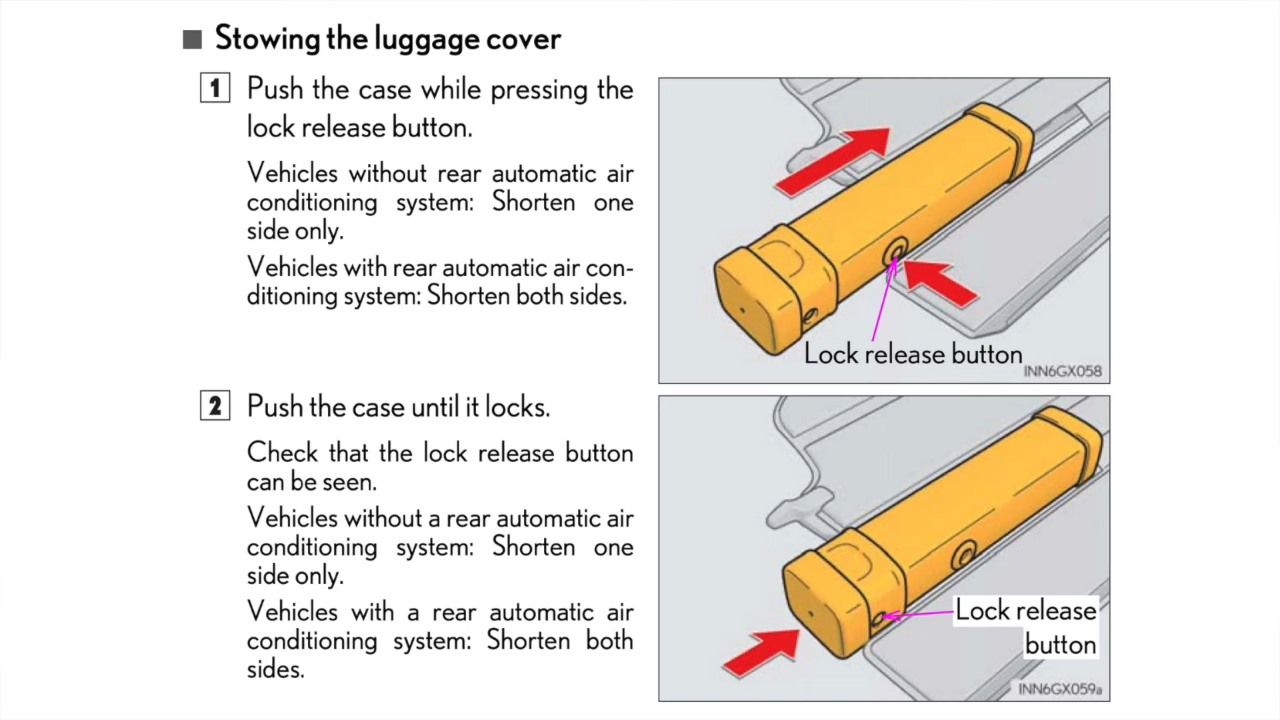 ■ Stowing the luggage cover
1 Push the case while pressing the
lock release button.
Vehicles without rear automatic air
conditioning system: Shorten one
side only.
Vehicles with rear automatic air con-
ditioning system: Shorten both sides.
Lock release button
INN6GX058
2 Push the case until it locks.
Check that the lock release button
can be seen.
Vehicles without a rear automatic air
conditioning system: Shorten one
side only.
Vehicles with a rear automatic air
conditioning system: Shorten both
sides.
Lock release
button
INN6GX059a